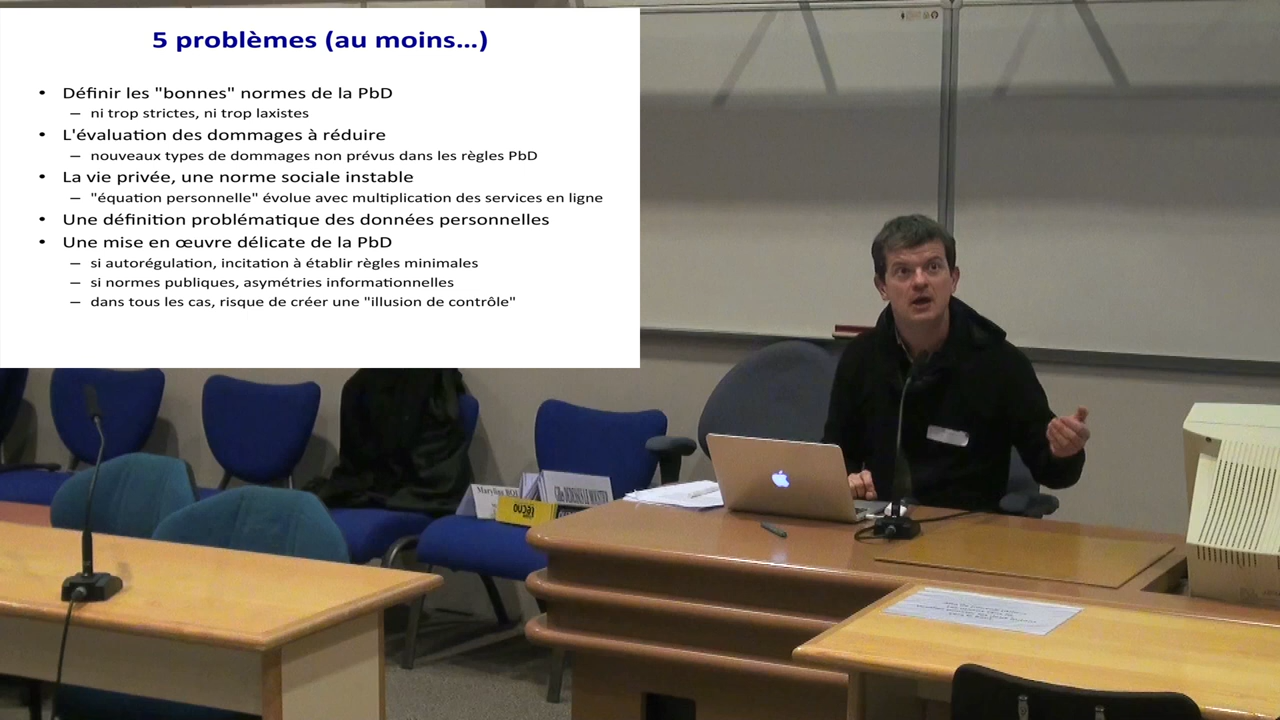 5 problèmes (au moins...)
• Définir les "bonnes" normes de la PbD
– ni trop strictes, ni trop laxistes
• L'évaluation des dommages à réduire
– nouveaux types de dommages non prévus dans les règles PbD
• La vie privée, une norme sociale instable
– "équation personnelle" évolue avec multiplication des services en ligne
• Une définition problématique des données personnelles
• Une mise en œuvre délicate de la PbD
– si autorégulation, incitation à établir règles minimales
– si normes publiques, asymétries informationnelles
– dans tous les cas, risque de créer une "illusion de contrôle"
Maryline